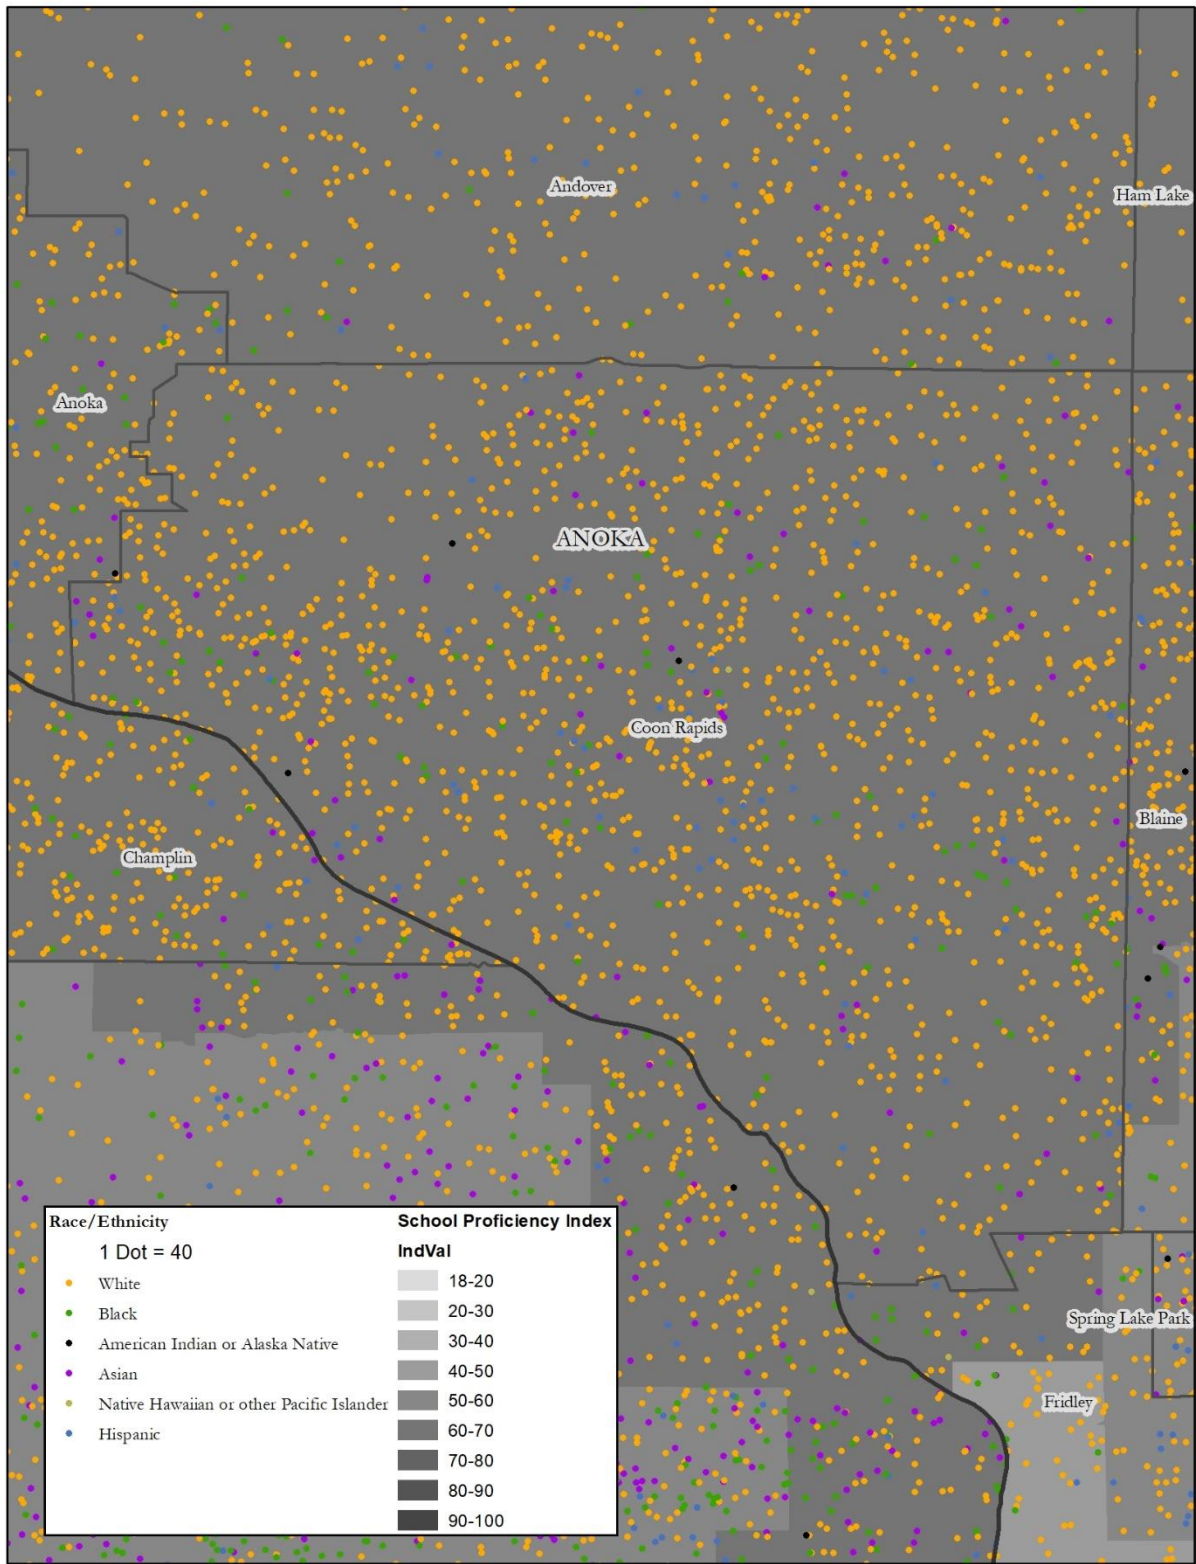 Andover
Ham Lake
Anoka
ANOKA
Coon Rapids
Blaine
Champlin
Spring Lake Park
Fridley
Race/Ethnicity
1 Dot = 40
White
Black
American Indian or Alaska Native
Asian
Native Hawaiian or other Pacific Islander
Hispanic
School Proficiency Index
IndVal
18-20
20-30
30-40
40-50
50-60
60-70
70-80
80-90
90-100